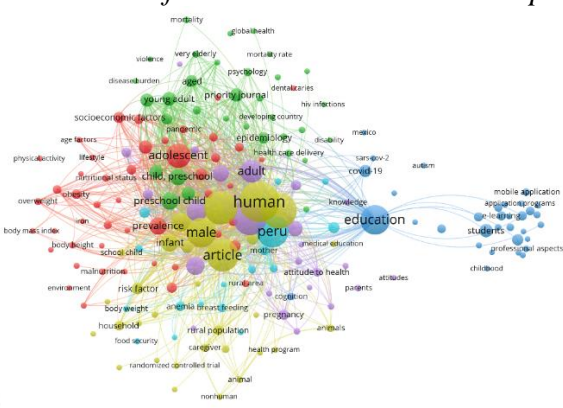 mortality
global health
violence
very elderly
mortality rate
psychology
disease burden
aged
dentalzaries
young adult
priority journal
hiv infections
socioeconomic factors
developing country
pandemic
mexico
age factors
epidemiology
disability
adolescent
health care delivery
sars-cov-2
physical activity
lifestyle
covid-19
autism
nutritional status
child, preschool
adult
mobile application
overweight
obesity
preschool child
human
knowledge
application programs
iron
education
e-learning
body mass index
prevalence
male
peru
students
body height
infant
medical education
professional aspects
school child
article
mother
malnutrition
attitude to health
childhood
environment
risk factor
rural area
parents
attitudes
cognition
body weight
anemia
breast feeding
pregnancy
household
rural population
animals
food security
caregiver
health program
randomized controlled trial
animal
nonhuman